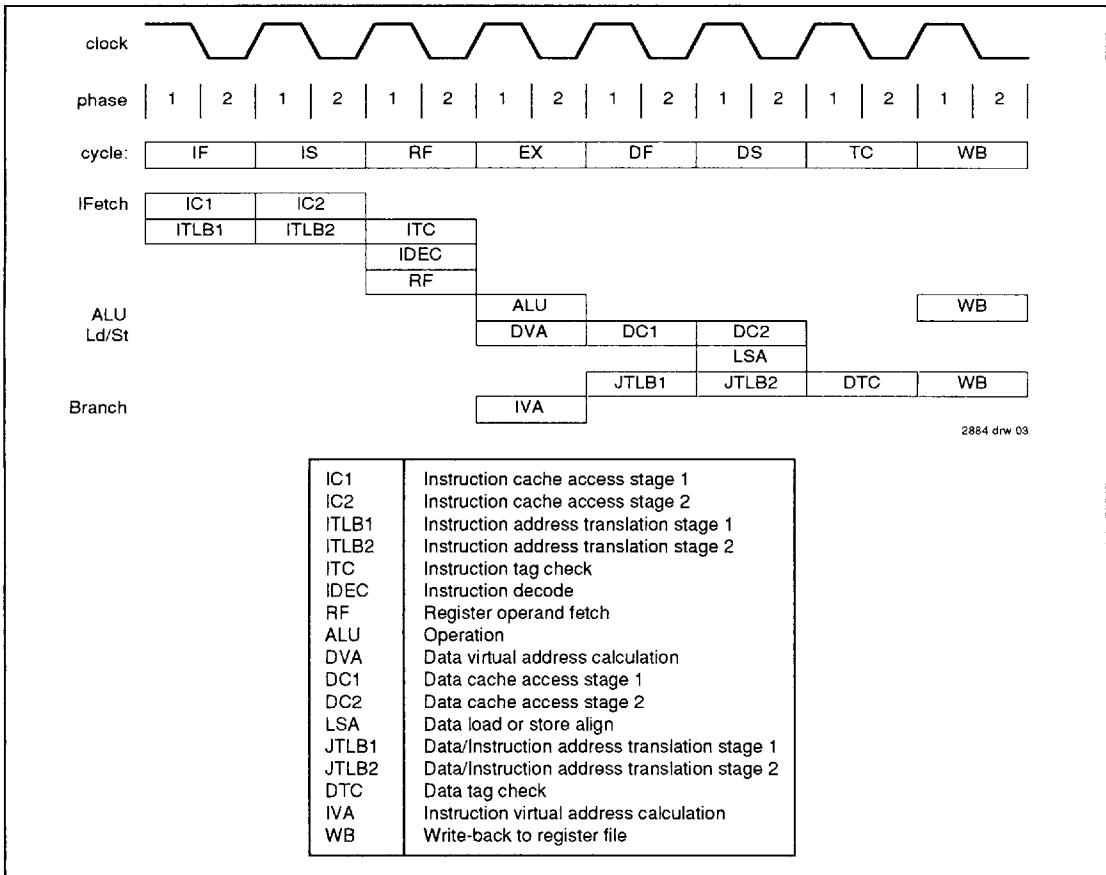 clock
phase 1 2 1 2 1 2 1 2 1 2 1 2 1 2 1 2
cycle: IF IS RF EX DF DS TC WB
IFetch IC1 IC2
ITLB1 ITLB2 ITC
IDEC
RF
ALU ALU WB
Ld/St DVA DC1 DC2
LSA
JTLB1 JTLB2 DTC WB
Branch IVA
2884 drw 03
IC1 Instruction cache access stage 1
IC2 Instruction cache access stage 2
ITLB1 Instruction address translation stage 1
ITLB2 Instruction address translation stage 2
ITC Instruction tag check
IDEC Instruction decode
RF Register operand fetch
ALU Operation
DVA Data virtual address calculation
DC1 Data cache access stage 1
DC2 Data cache access stage 2
LSA Data load or store align
JTLB1 Data/Instruction address translation stage 1
JTLB2 Data/Instruction address translation stage 2
DTC Data tag check
IVA Instruction virtual address calculation
WB Write-back to register file